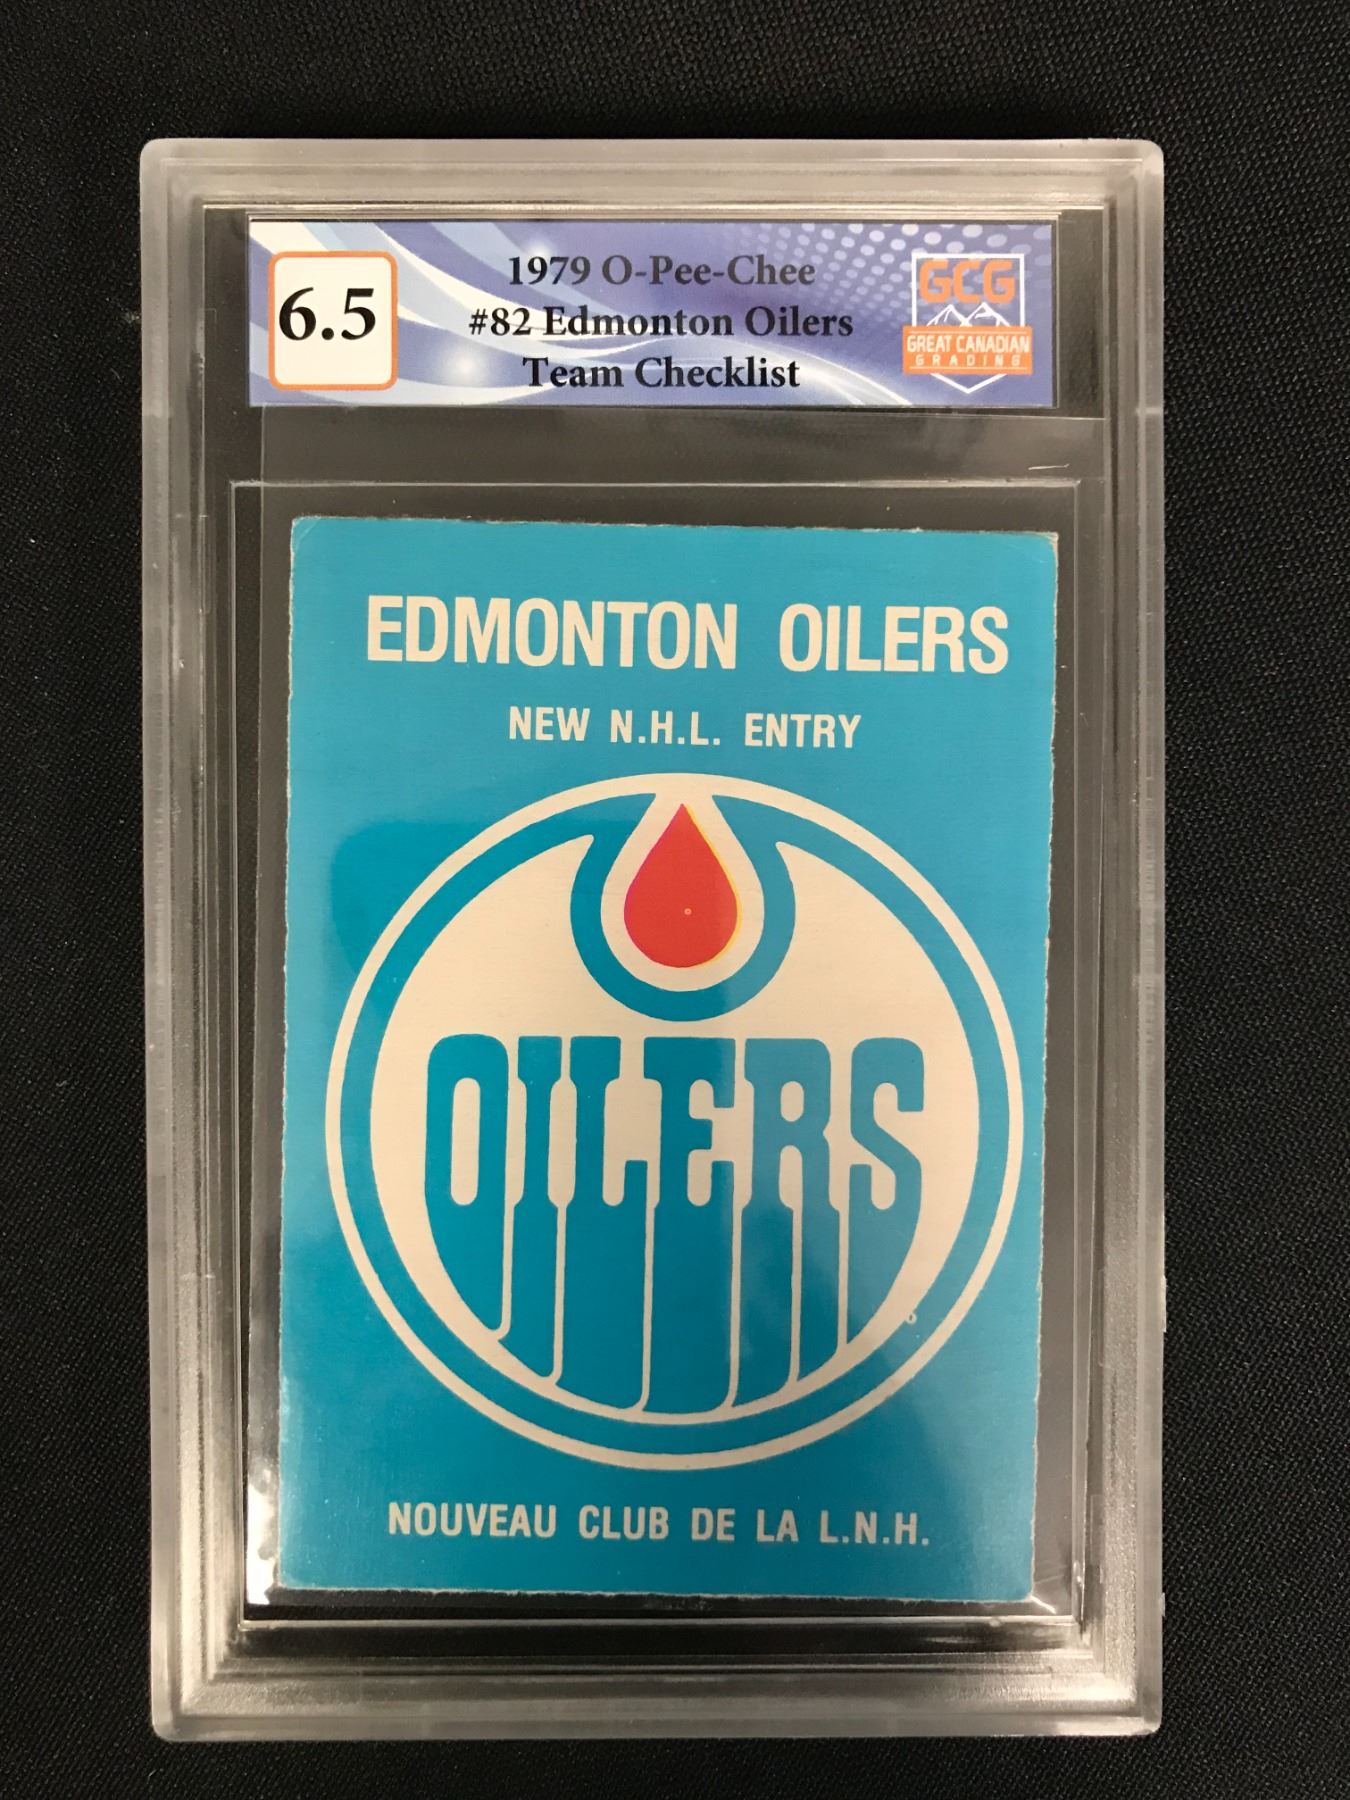 6.5
1979 O-Pee-Chee
#82 Edmonton Oilers
Team Checklist
GCG
GREAT CANADIAN
GRADING
EDMONTON OILERS
NEW N.H.L. ENTRY
OILERS
NOUVEAU CLUB DE LA L.N.H.